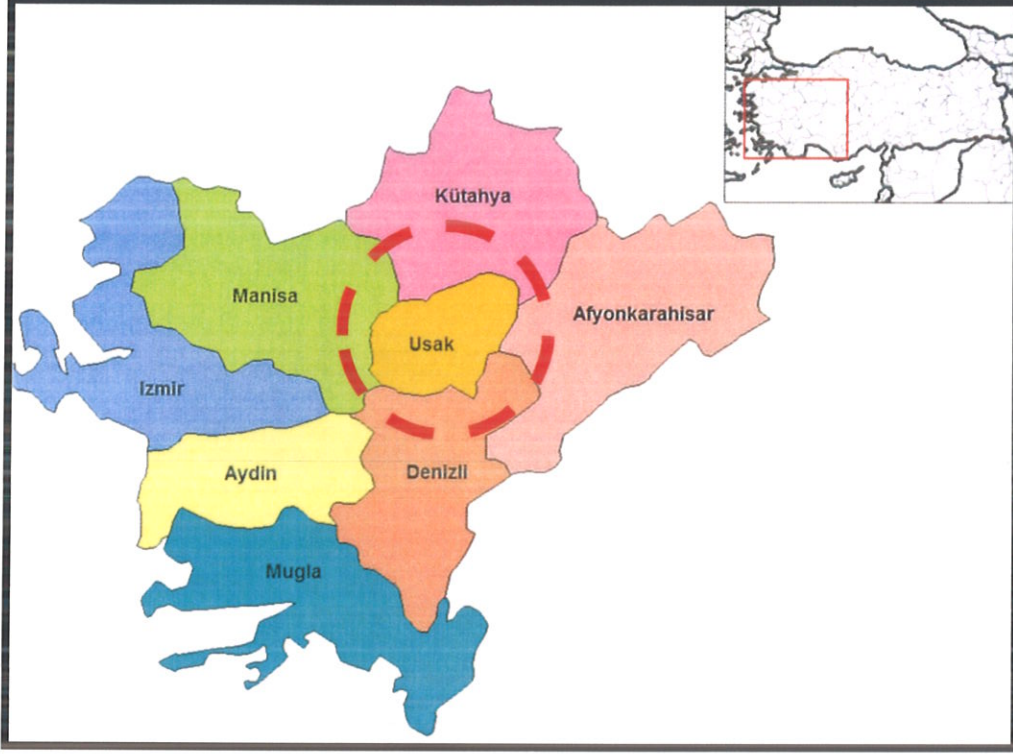 Kütahya
Manisa
Afyonkarahisar
Usak
Izmir
Aydin
Denizli
Mugla